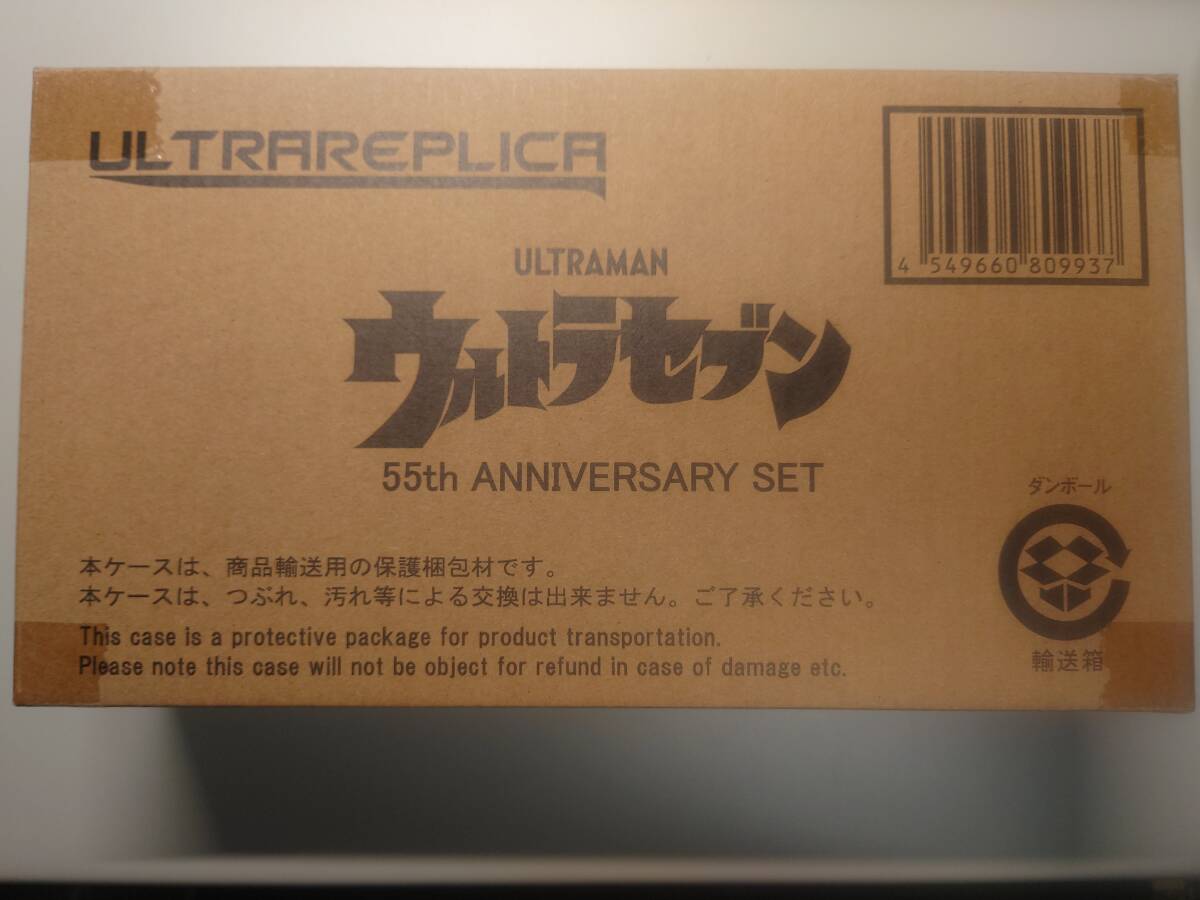 ULTRAREPLICA
4 549660 809937
ULTRAMAN
ウルトラセブン
55th ANNIVERSARY SET
ダンボール
輸送箱
本ケースは、商品輸送用の保護梱包材です。
本ケースは、つぶれ、汚れ等による交換は出来ません。ご了承ください。
This case is a protective package for product transportation.
Please note this case will not be object for refund in case of damage etc.